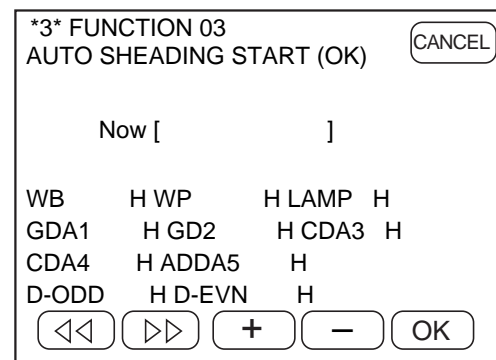 *3* FUNCTION 03
CANCEL
AUTO SHEADING START (OK)
Now [ ]
WB H WP H LAMP H
GDA1 H GD2 H CDA3 H
CDA4 H ADDA5 H
D-ODD H D-EVN H
+ − OK